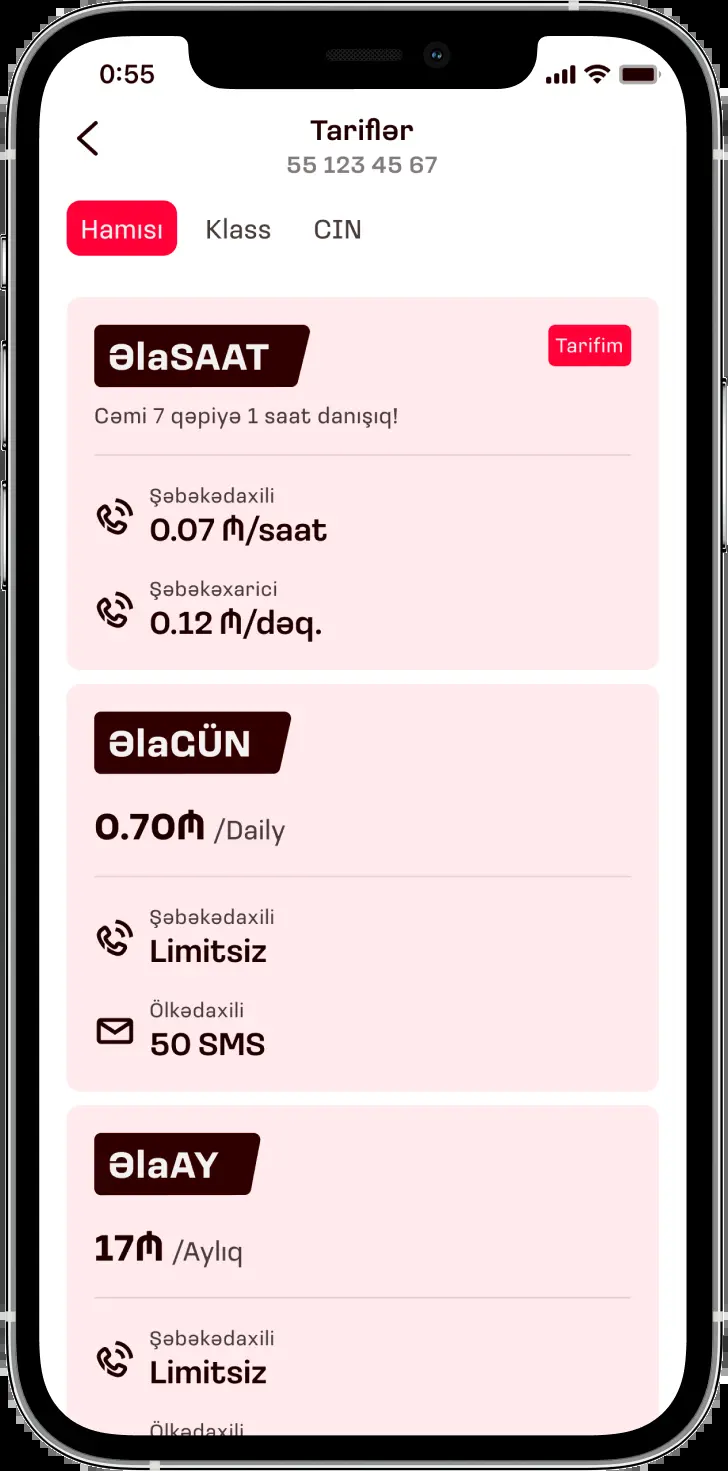 0:55
Tariflər
55 123 45 67
Hamısı
Klass
CIN
ƏlaSAAT
Tarifim
Cəmi 7 qəpiyə 1 saat danışıq!
Şəbəkədaxili
0.07 ₼/saat
Şəbəkəxarici
0.12 ₼/dəq.
ƏlaGÜN
0.70₼ /Daily
Şəbəkədaxili
Limitsiz
Ölkədaxili
50 SMS
ƏlaAY
17₼ /Aylıq
Şəbəkədaxili
Limitsiz
Ölkədaxili